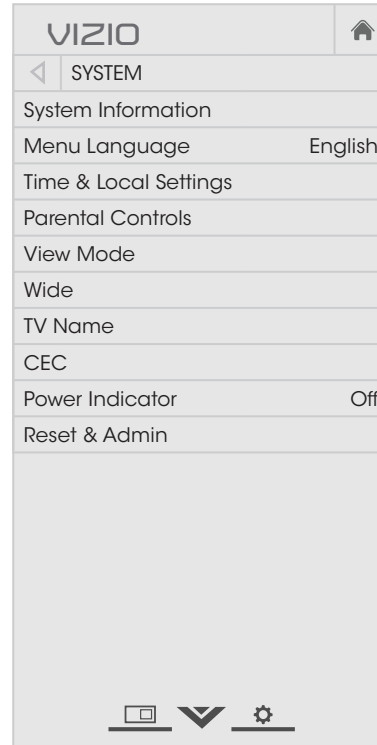 VIZIO
SYSTEM
System Information
Menu Language English
Time & Local Settings
Parental Controls
View Mode
Wide
TV Name
CEC
Power Indicator Off
Reset & Admin